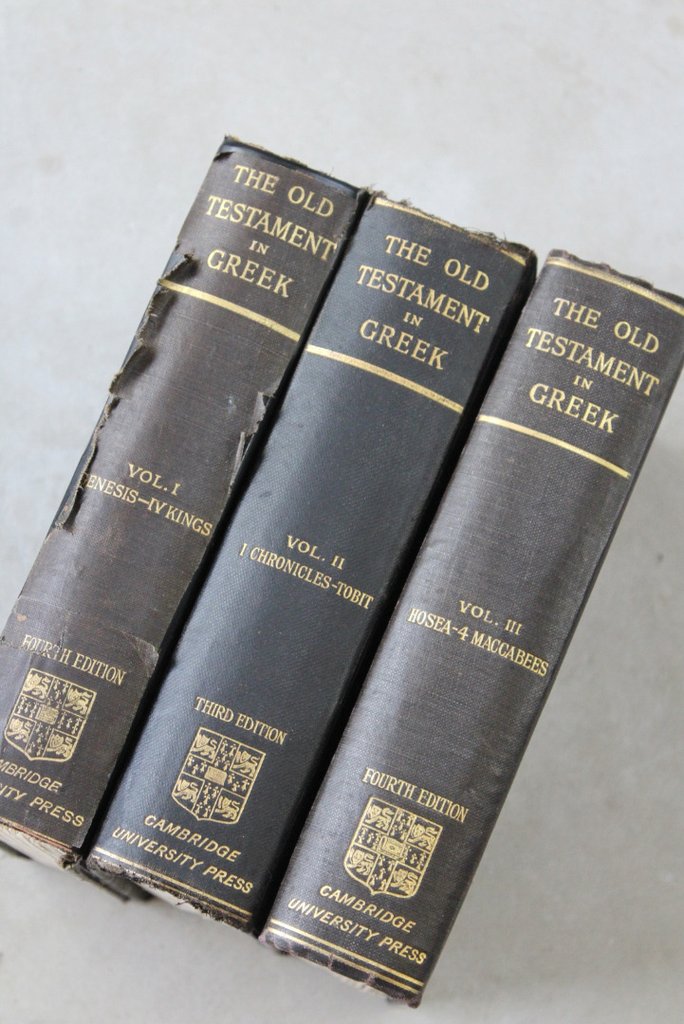 THE OLD
TESTAMENT
IN
GREEK
VOL. I
ENESIS—IV KINGS
FOURTH EDITION
MBRIDGE
ITY PRESS
THE OLD
TESTAMENT
IN
GREEK
VOL. II
I CHRONICLES-TOBIT
THIRD EDITION
CAMBRIDGE
UNIVERSITY PRESS
THE OLD
TESTAMENT
IN
GREEK
VOL. III
HOSEA-4 MACCABEES
FOURTH EDITION
CAMBRIDGE
UNIVERSITY PRESS